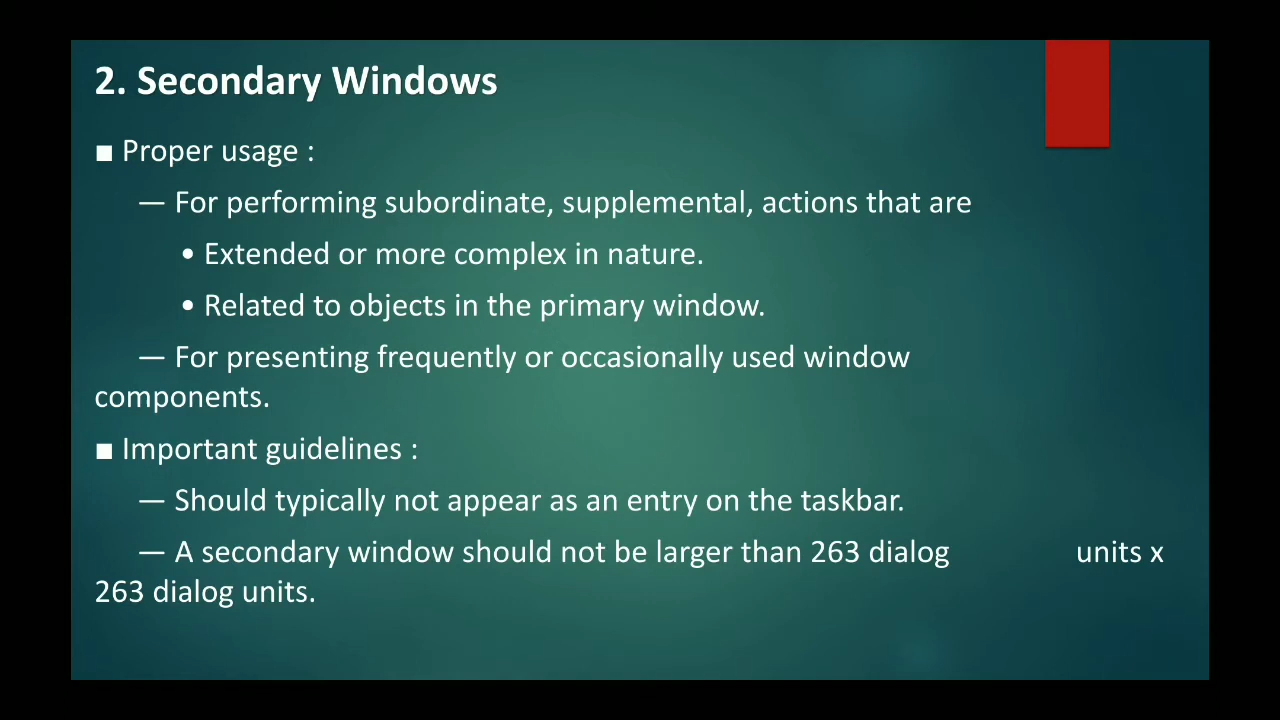 2. Secondary Windows
■ Proper usage :
— For performing subordinate, supplemental, actions that are
• Extended or more complex in nature.
• Related to objects in the primary window.
— For presenting frequently or occasionally used window
components.
■ Important guidelines :
— Should typically not appear as an entry on the taskbar.
— A secondary window should not be larger than 263 dialog units x
263 dialog units.